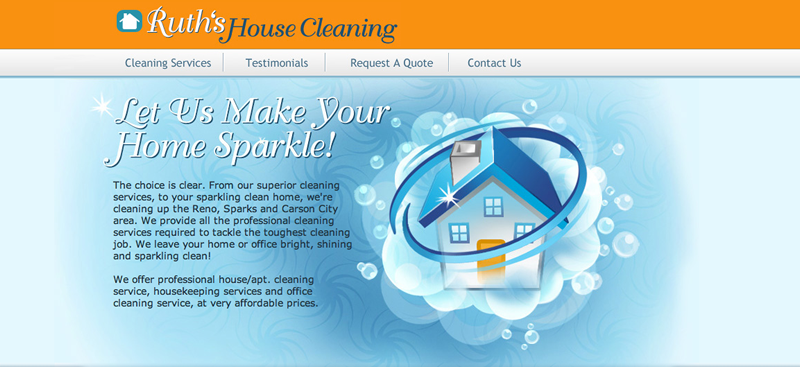 Ruth's House Cleaning
Cleaning Services Testimonials Request A Quote Contact Us
Let Us Make Your
Home Sparkle!
The choice is clear. From our superior cleaning
services, to your sparkling clean home, we're
cleaning up the Reno, Sparks and Carson City
area. We provide all the professional cleaning
services required to tackle the toughest cleaning
job. We leave your home or office bright, shining
and sparkling clean!
We offer professional house/apt. cleaning
service, housekeeping services and office
cleaning service, at very affordable prices.